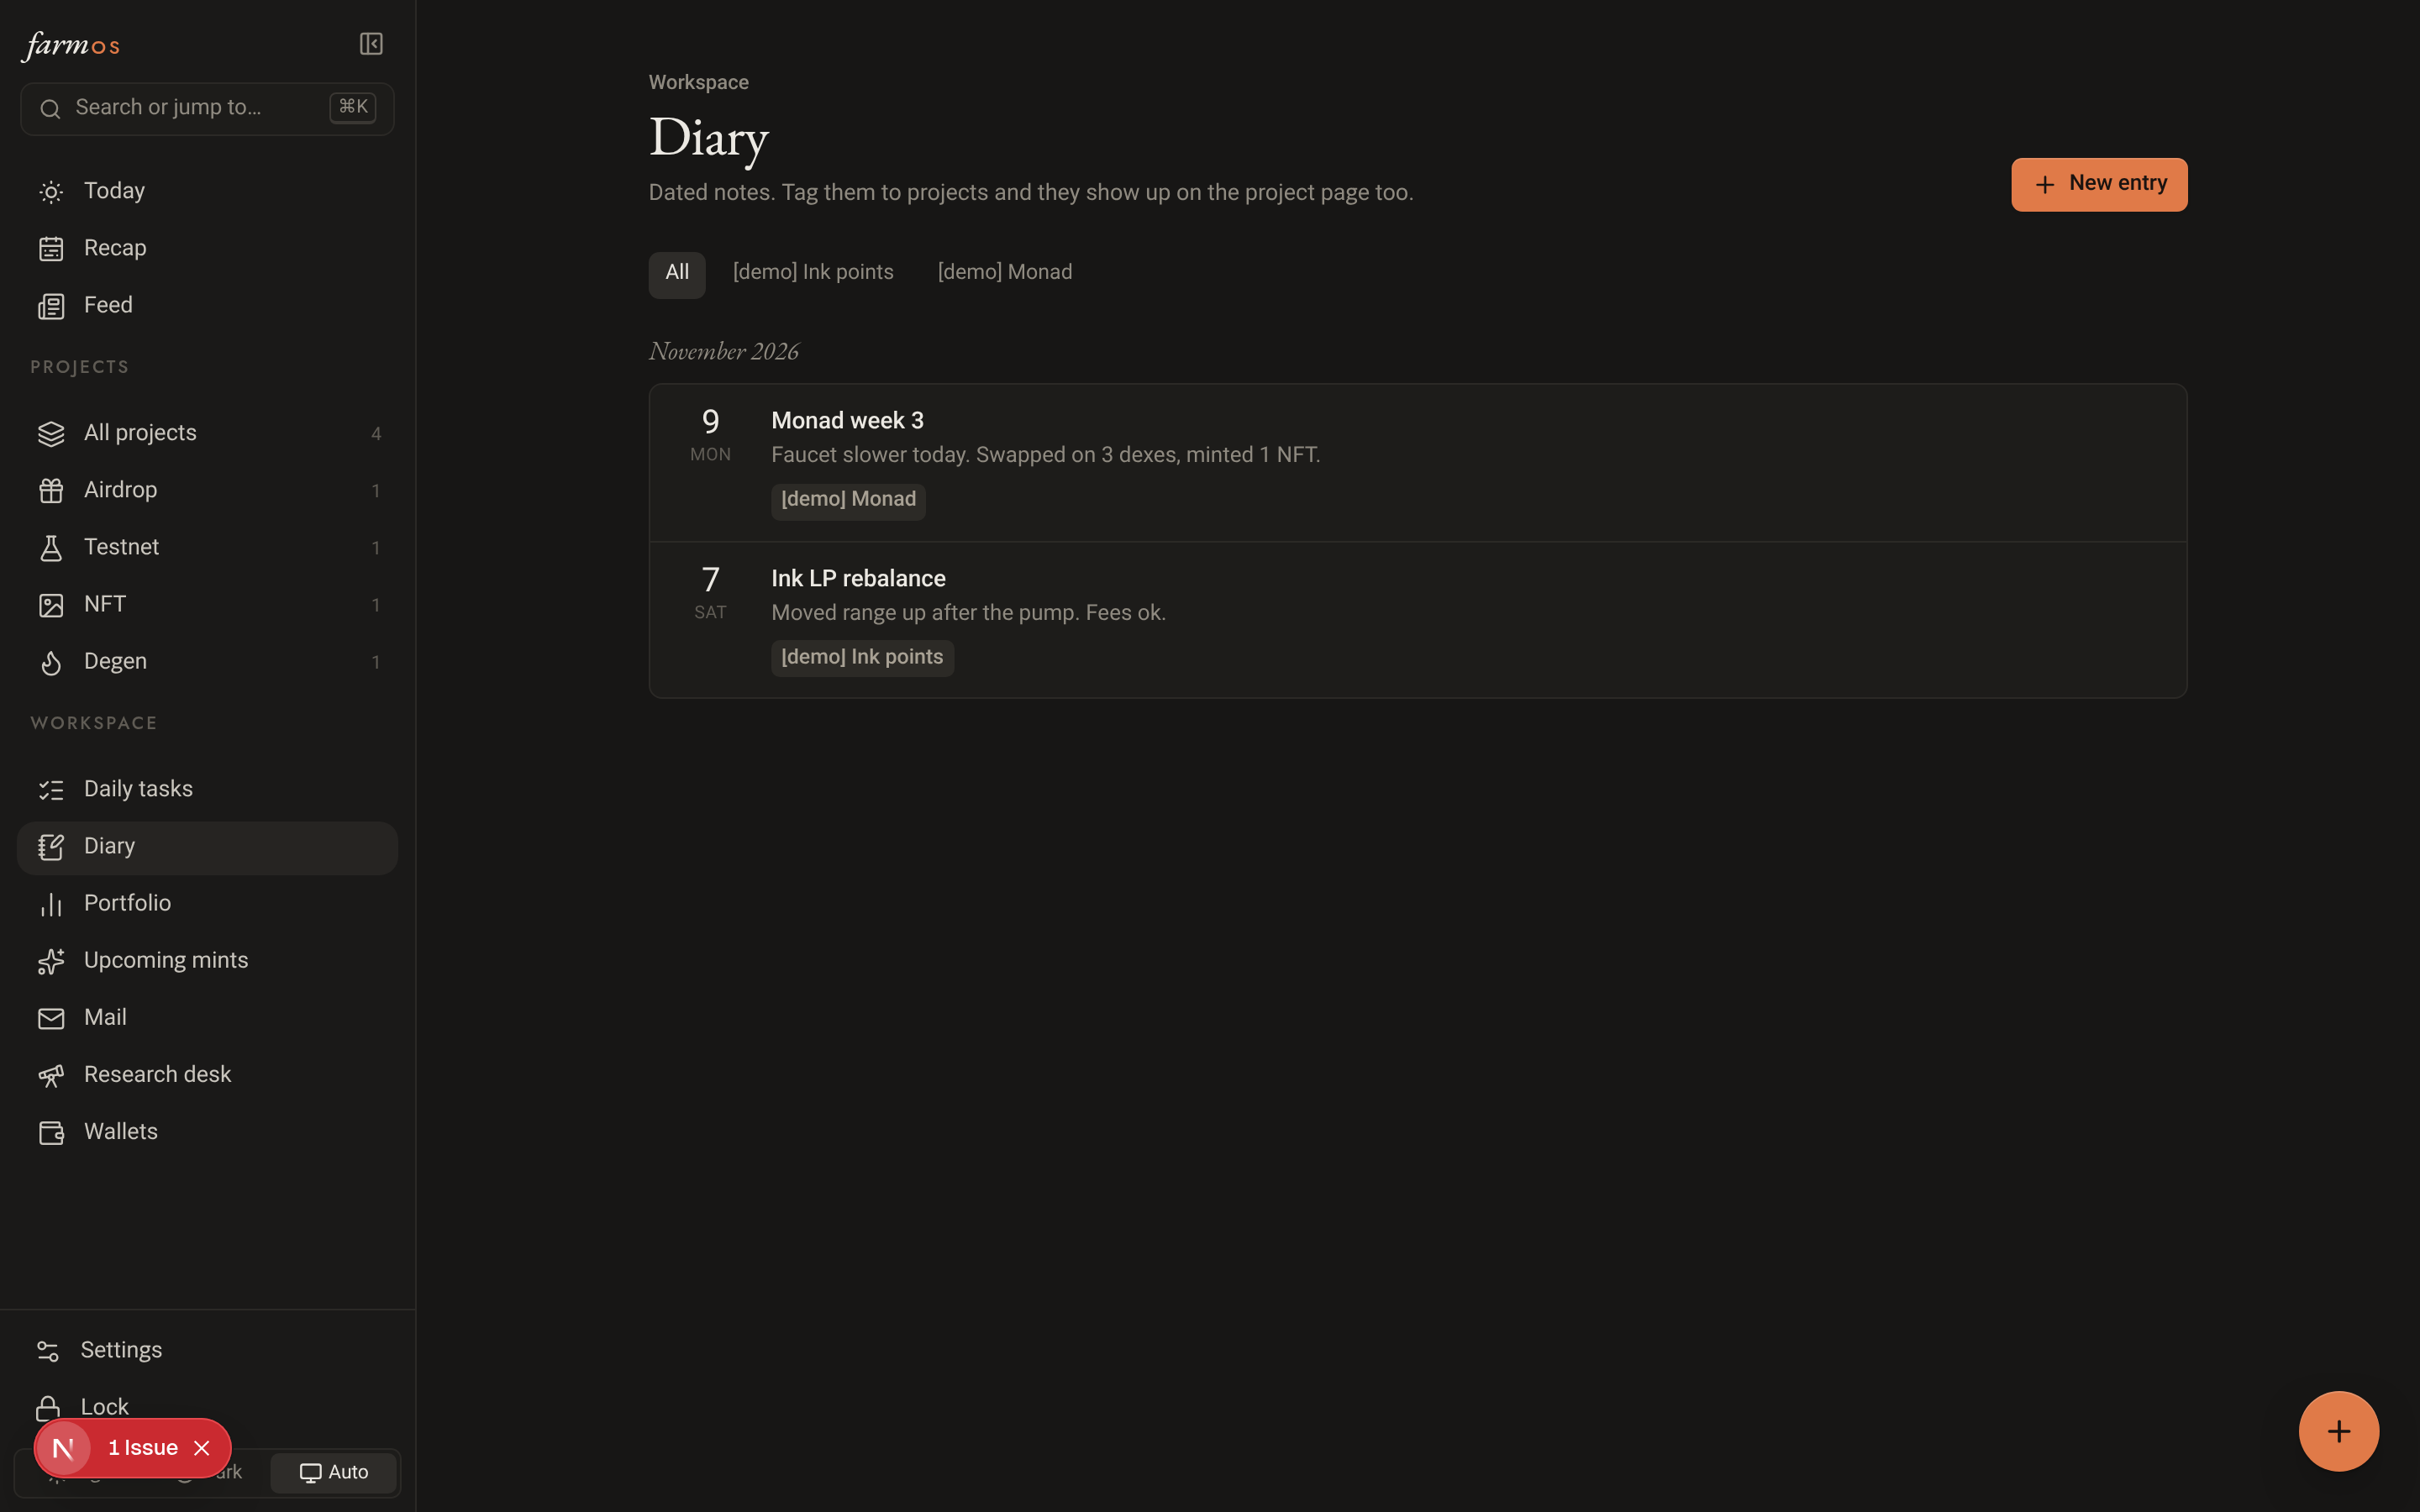 farmos
Search or jump to… ⌘K
Today
Recap
Feed
PROJECTS
All projects 4
Airdrop 1
Testnet 1
NFT 1
Degen 1
WORKSPACE
Daily tasks
Diary
Portfolio
Upcoming mints
Mail
Research desk
Wallets
Settings
Lock
N 1 Issue
Auto
Workspace
Diary
Dated notes. Tag them to projects and they show up on the project page too.
New entry
All [demo] Ink points [demo] Monad
November 2026
9 Monad week 3
MON Faucet slower today. Swapped on 3 dexes, minted 1 NFT.
[demo] Monad
7 Ink LP rebalance
SAT Moved range up after the pump. Fees ok.
[demo] Ink points